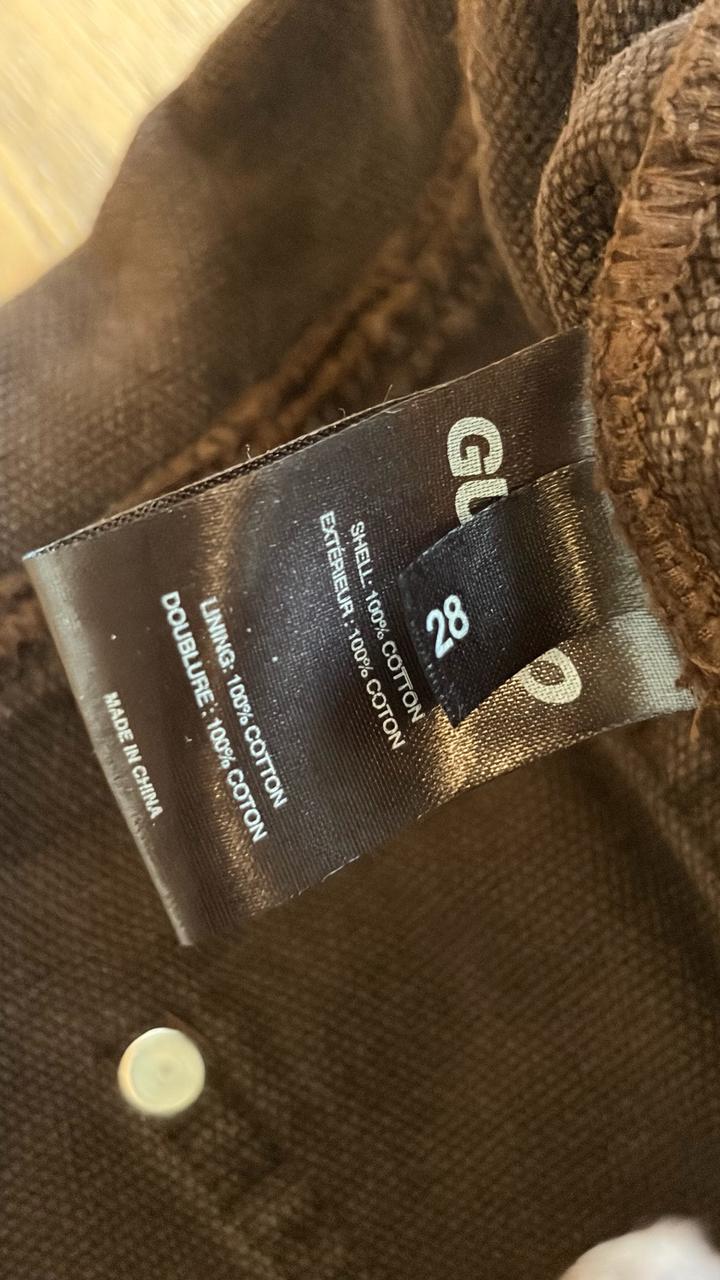 28
SHELL: 100% COTTON
EXTÉRIEUR : 100% COTON
LINING: 100% COTTON
DOUBLURE : 100% COTON
MADE IN CHINA